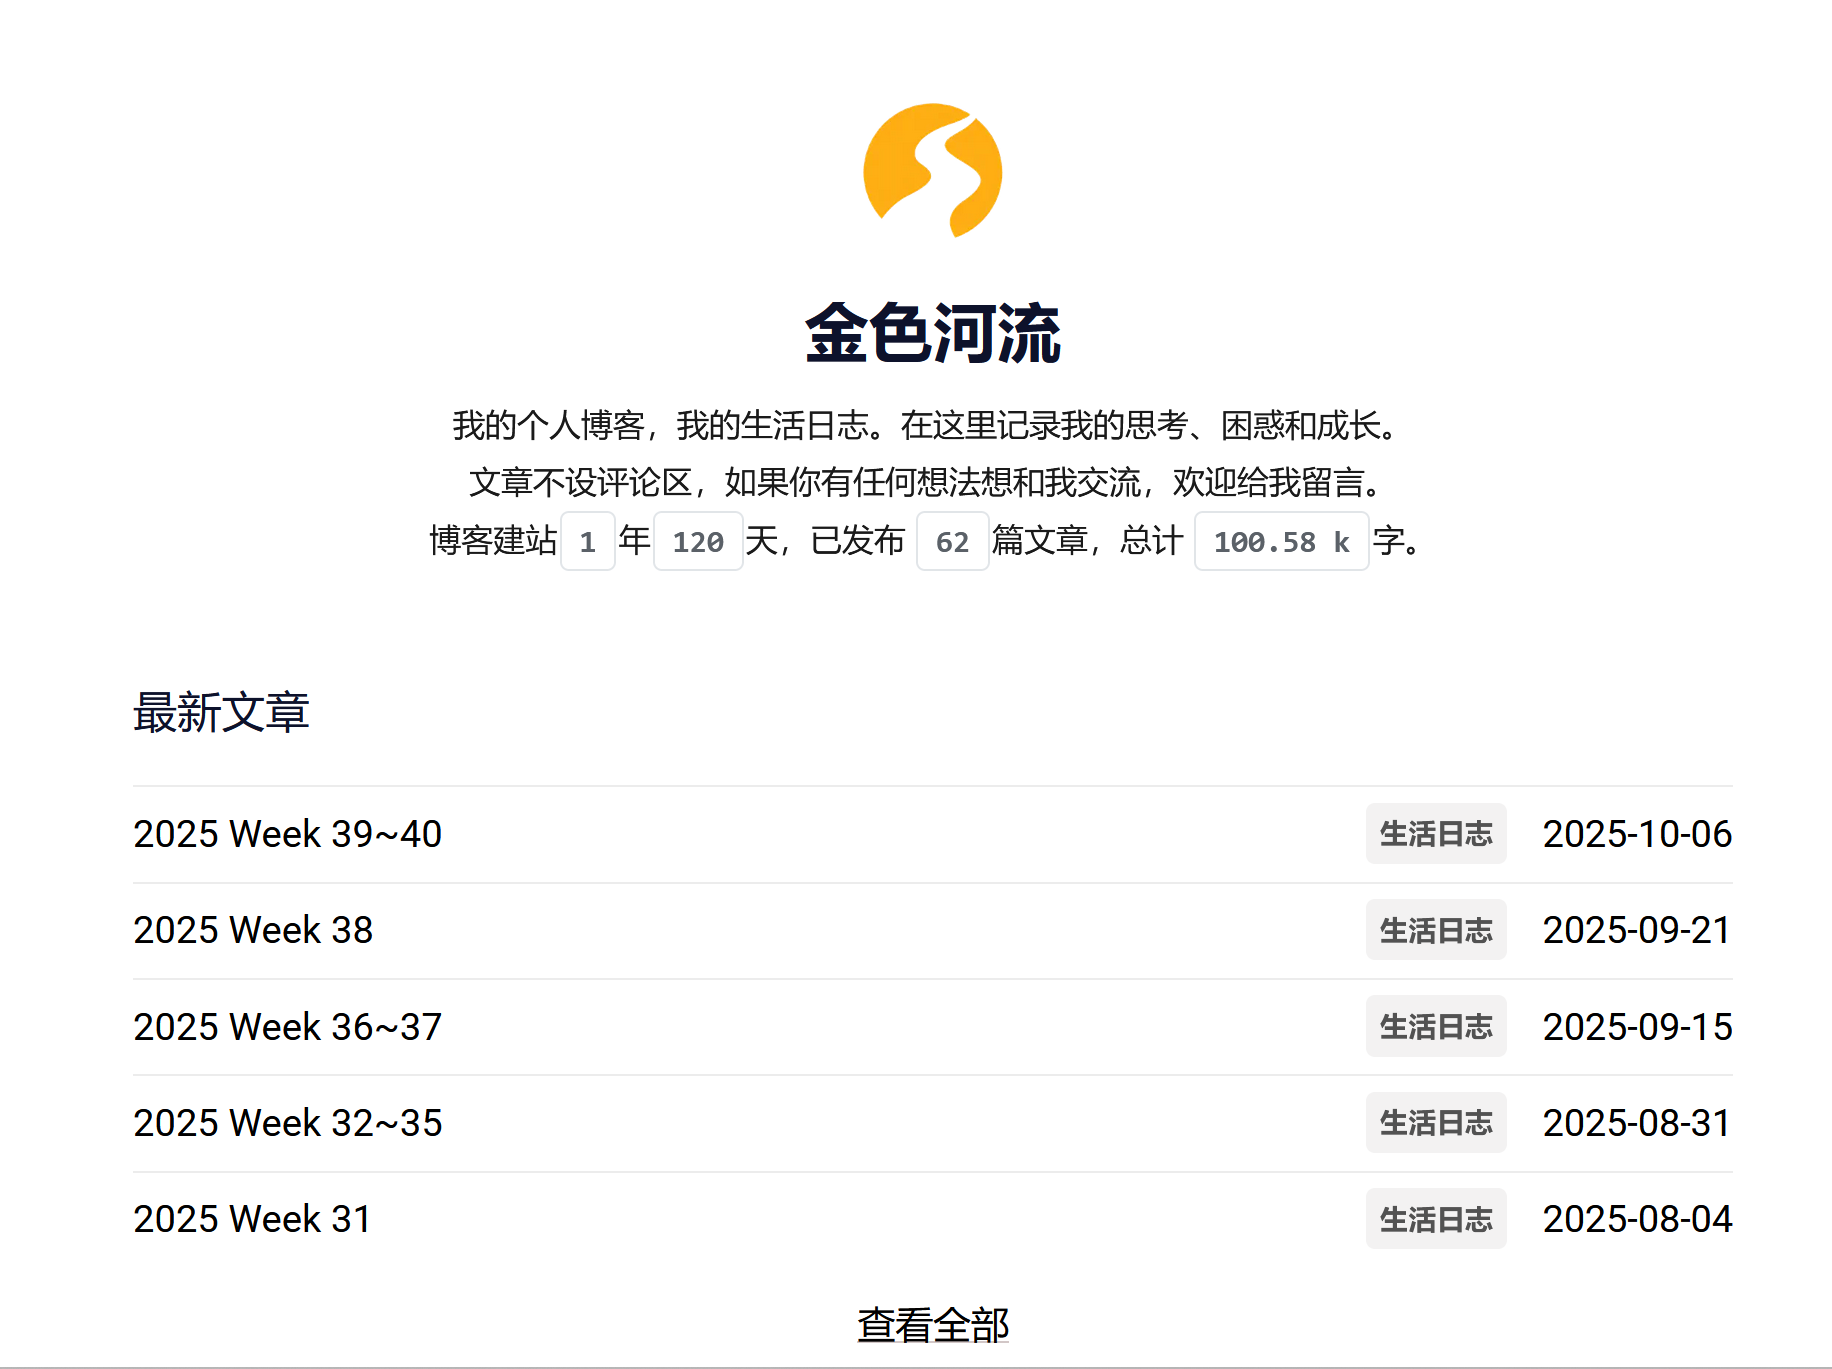 金色河流
我的个人博客，我的生活日志。在这里记录我的思考、困惑和成长。
文章不设评论区，如果你有任何想法想和我交流，欢迎给我留言。
博客建站 1 年 120 天，已发布 62 篇文章，总计 100.58 k 字。
最新文章
2025 Week 39~40 生活日志 2025-10-06
2025 Week 38 生活日志 2025-09-21
2025 Week 36~37 生活日志 2025-09-15
2025 Week 32~35 生活日志 2025-08-31
2025 Week 31 生活日志 2025-08-04
查看全部